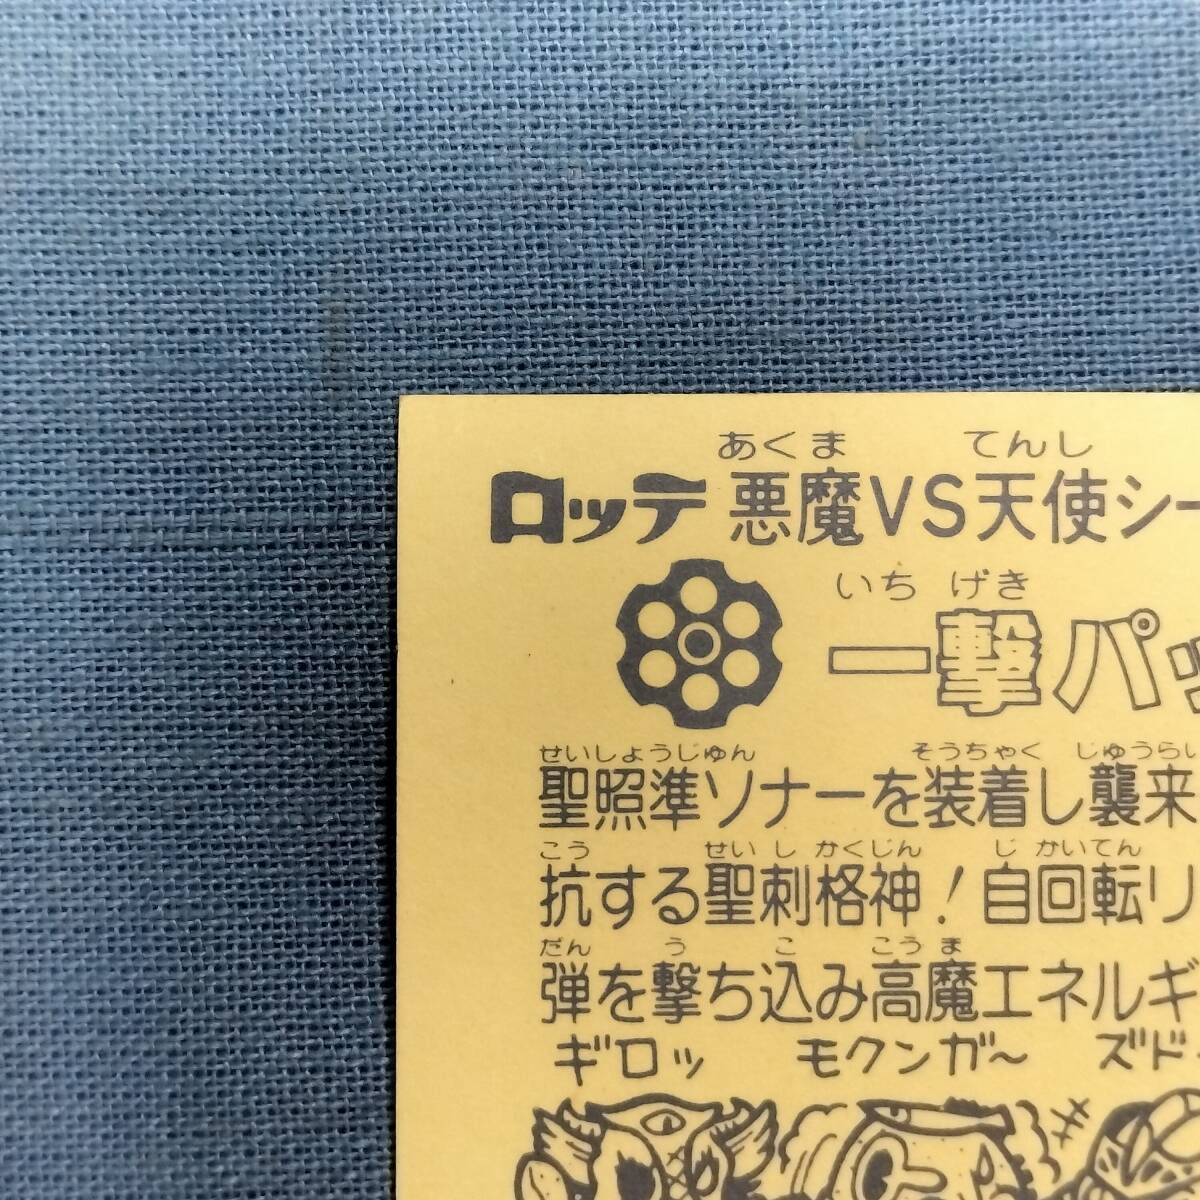 あくま てんし
ロッテ 悪魔VS天使シー
いち げき
一撃パッ
せいしょうじゅん そうちゃく じゅうらい
聖照準ソナーを装着し襲来
こう せい し かくじん じ かいてん
抗する聖刺格神！自回転リ
だん う こ こうま
弾を撃ち込み高魔エネルギ
ギロッ モクンガ〜 ズド